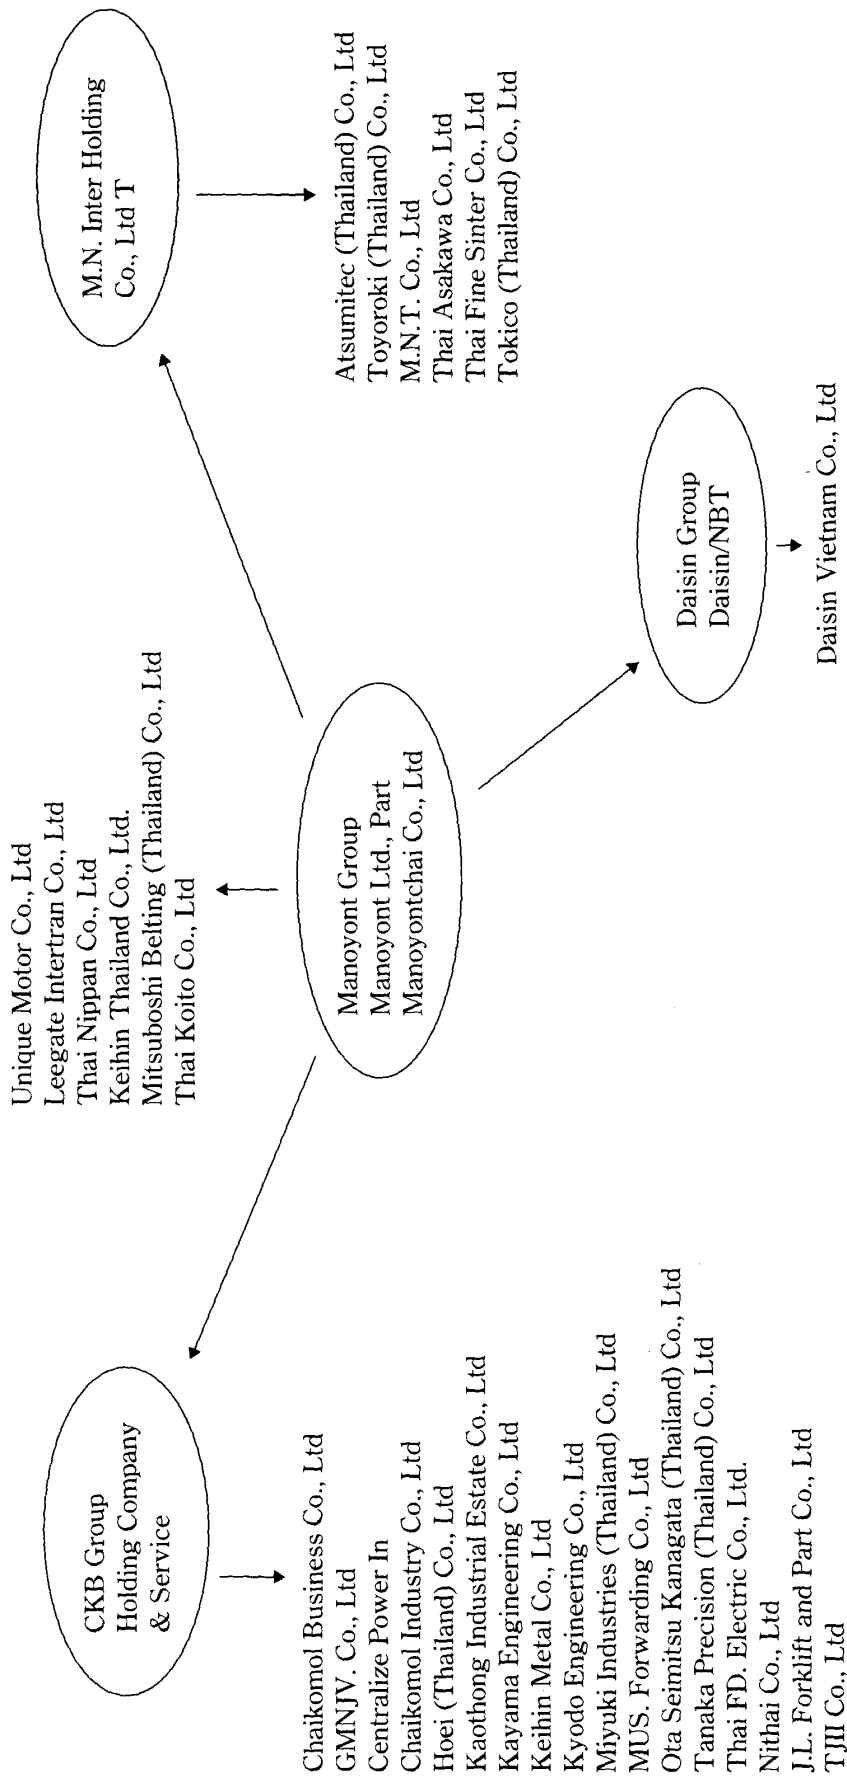 CKB Group
Holding Company
& Service
Chaikomol Business Co., Ltd
GMNJV. Co., Ltd
Centralize Power In
Chaikomol Industry Co., Ltd
Hoei (Thailand) Co., Ltd
Kaothong Industrial Estate Co., Ltd
Kayama Engineering Co., Ltd
Keihin Metal Co., Ltd
Kyodo Engineering Co., Ltd
Miyuki Industries (Thailand) Co., Ltd
MUS. Forwarding Co., Ltd
Ota Seimitsu Kanagata (Thailand) Co., Ltd
Tanaka Precision (Thailand) Co., Ltd
Thai FD. Electric Co., Ltd.
Nithai Co., Ltd
J.L. Forklift and Part Co., Ltd
TJII Co., Ltd
Unique Motor Co., Ltd
Leegate Intertran Co., Ltd
Thai Nippan Co., Ltd
Keihin Thailand Co., Ltd.
Mitsuboshi Belting (Thailand) Co., Ltd
Thai Koito Co., Ltd
Manoyont Group
Manoyont Ltd., Part
Manoyontchai Co., Ltd
M.N. Inter Holding
Co., Ltd T
Atsumitec (Thailand) Co., Ltd
Toyoroki (Thailand) Co., Ltd
M.N.T. Co., Ltd
Thai Asakawa Co., Ltd
Thai Fine Sinter Co., Ltd
Tokico (Thailand) Co., Ltd
Daisin Group
Daisin/NBT
Daisin Vietnam Co., Ltd